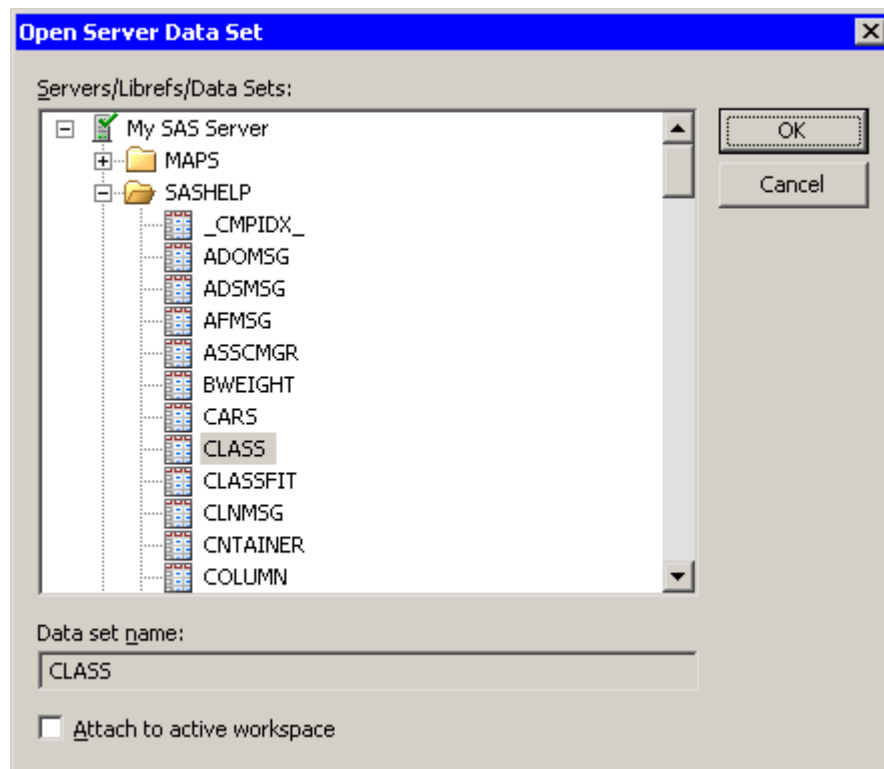 Open Server Data Set
Servers/Librefs/Data Sets:
My SAS Server
OK
MAPS
Cancel
SASHELP
_CMPIDX_
ADOMSG
ADSMSG
AFMSG
ASSCMGR
BWEIGHT
CARS
CLASS
CLASSFIT
CLNMSG
CNTAINER
COLUMN
Data set name:
CLASS
Attach to active workspace